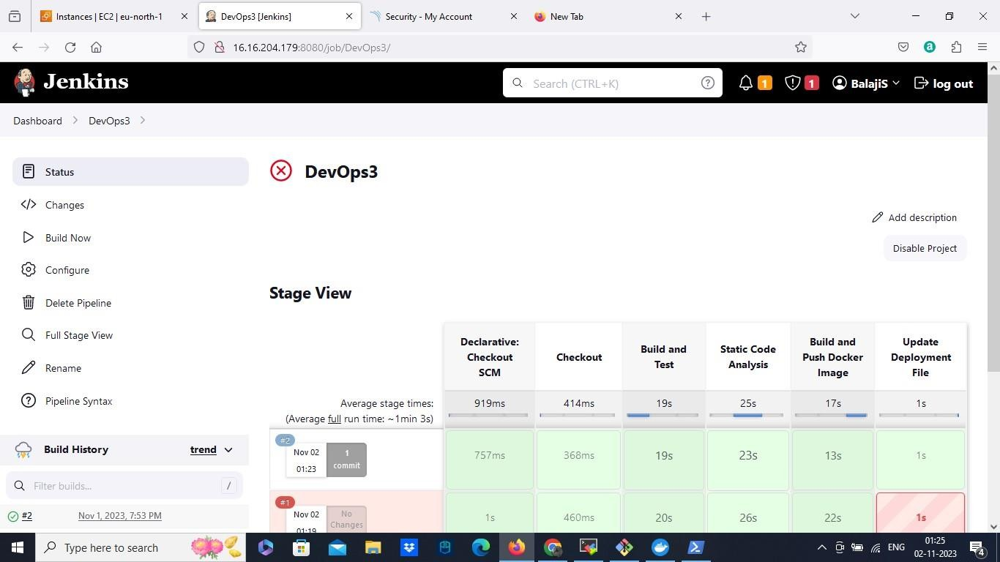 Instances | EC2 | eu-north-1
DevOps3 [Jenkins]
Security - My Account
New Tab
16.16.204.179:8080/job/DevOps3/
Jenkins
Search (CTRL+K)
1
1
BalajiS
log out
Dashboard
DevOps3
Status
Changes
Build Now
Configure
Delete Pipeline
Full Stage View
Rename
Pipeline Syntax
Build History
trend
Filter builds...
/
#2
Nov 1, 2023, 7:53 PM
DevOps3
Add description
Disable Project
Stage View
Declarative:
Checkout
SCM
Checkout
Build and
Test
Static Code
Analysis
Build and
Push Docker
Image
Update
Deployment
File
Average stage times:
(Average full run time: ~1min 3s)
919ms
414ms
19s
25s
17s
1s
#2
Nov 02
01:23
1
commit
757ms
368ms
19s
23s
13s
1s
#1
Nov 02
01:19
No
Changes
1s
460ms
20s
26s
22s
1s
Type here to search
ENG
01:25
02-11-2023
4